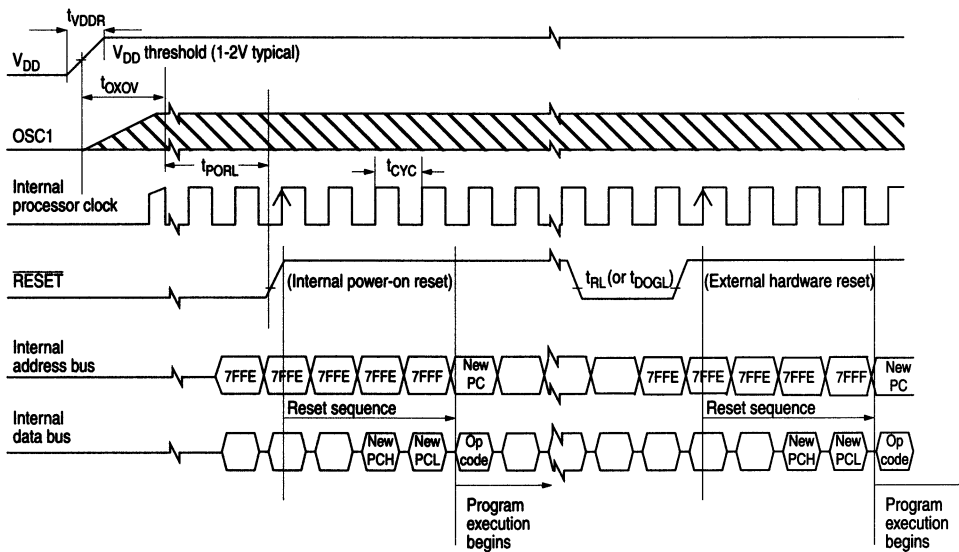 tVDDR
VDD
VDD threshold (1-2V typical)
tOXOV
OSC1
tPORL
tCYC
Internal
processor clock
RESET
(Internal power-on reset)
tRL (or tDOGL)
(External hardware reset)
Internal
address bus
7FFE 7FFE 7FFE 7FFE 7FFF New PC 7FFE 7FFE 7FFE 7FFE 7FFF New PC
Reset sequence
Reset sequence
Internal
data bus
New PCH New PCL Op code New PCH New PCL Op code
Program
execution
begins
Program
execution
begins